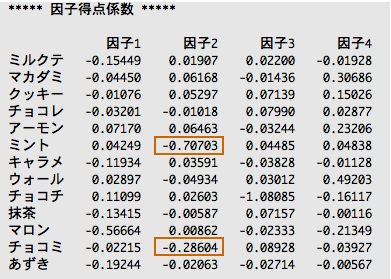 ***** 因子得点係数 *****
因子1 因子2 因子3 因子4
ミルクテ -0.15449 0.01907 0.02200 -0.01928
マカダミ -0.04450 0.06168 -0.01436 0.30686
クッキー -0.01076 0.05297 0.07139 0.15026
チョコレ -0.03201 -0.01018 0.07990 0.02877
アーモン 0.07170 0.06463 -0.03244 0.23206
ミント 0.04249 -0.70703 0.04485 0.04838
キャラメ -0.11934 0.03591 -0.03828 -0.01128
ウォール 0.02897 -0.04934 0.03012 0.49203
チョコチ 0.11099 0.02603 -1.08085 -0.16117
抹茶 -0.13415 -0.00587 0.07157 -0.00116
マロン -0.56664 0.00862 -0.02333 -0.21349
チョコミ -0.02215 -0.28604 0.08928 -0.03927
あずき -0.19244 -0.02063 -0.02714 -0.00567